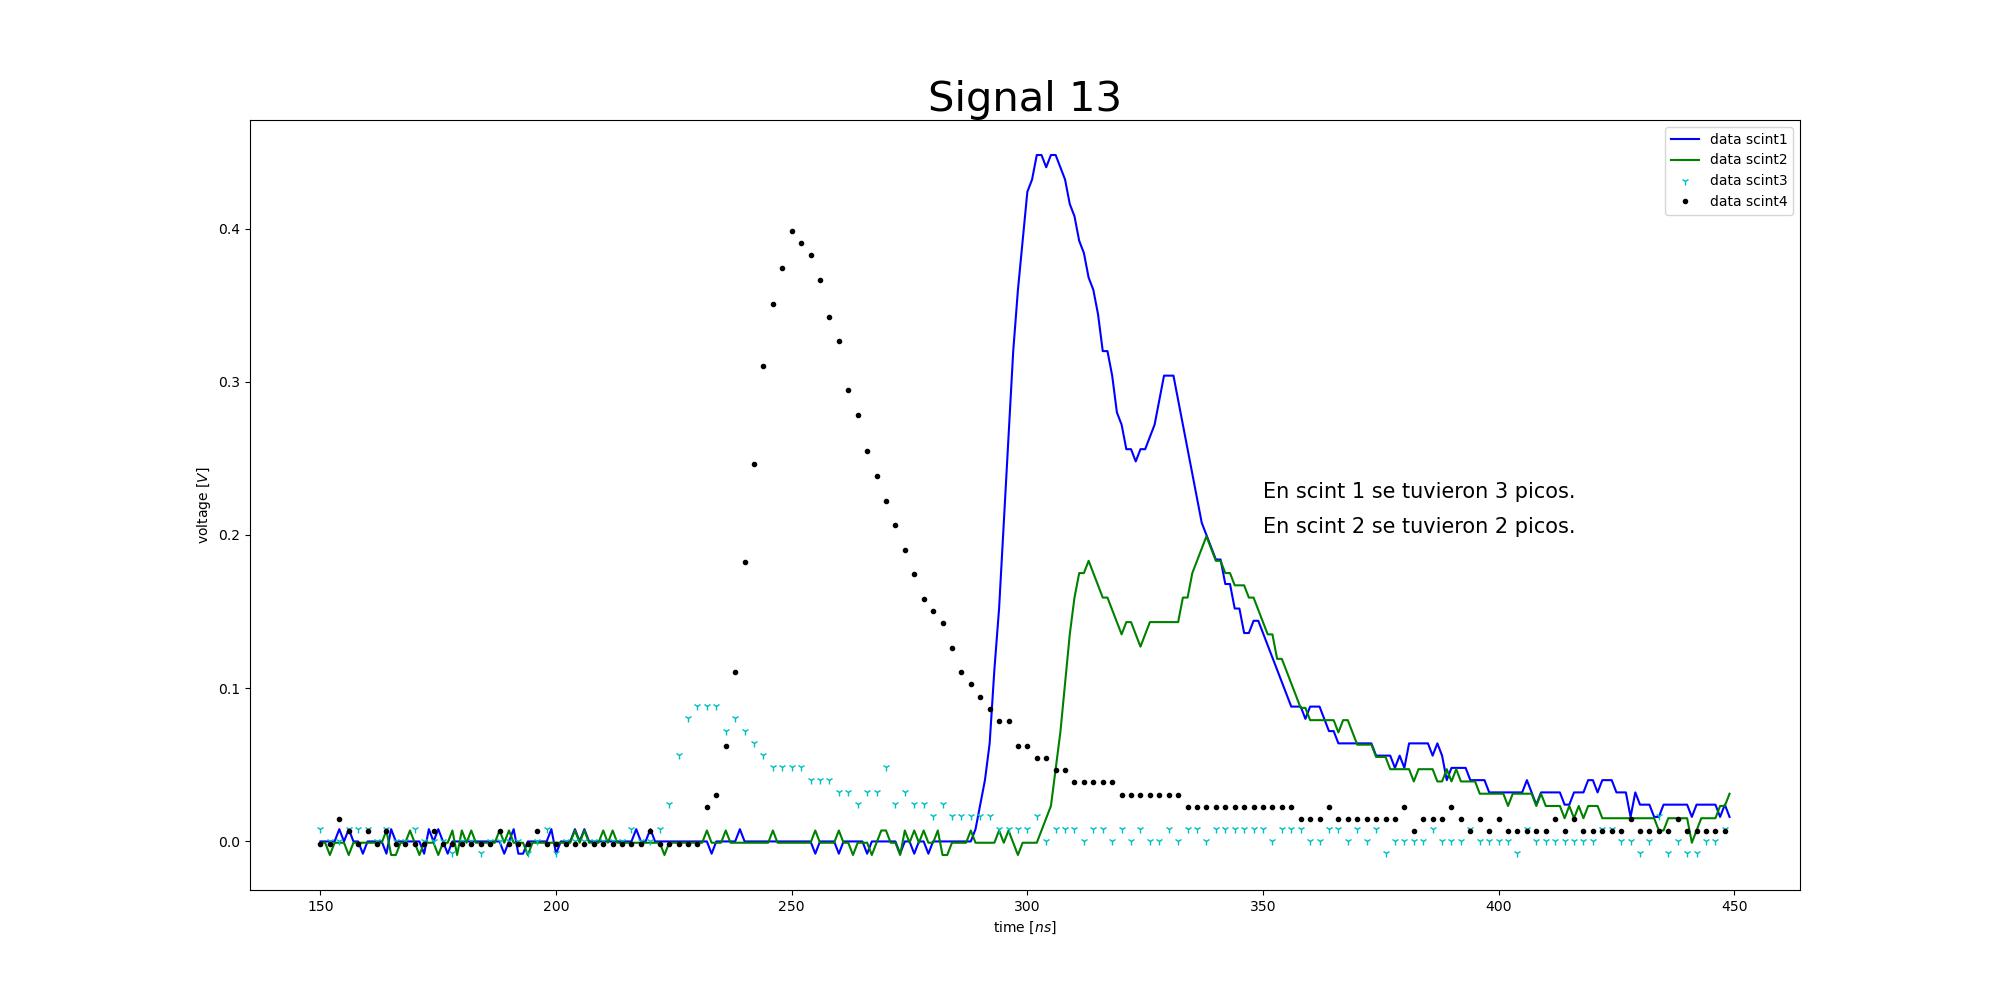 Signal 13
data scint1
data scint2
data scint3
data scint4
0.4
0.3
0.2
0.1
0.0
voltage [V]
En scint 1 se tuvieron 3 picos.
En scint 2 se tuvieron 2 picos.
150 200 250 300 350 400 450
time [ns]